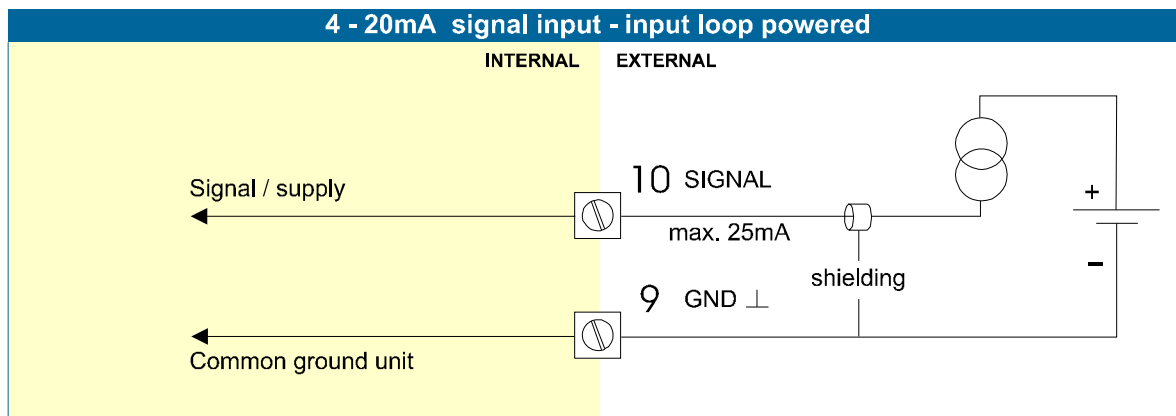 4 - 20mA signal input - input loop powered
INTERNAL EXTERNAL
Signal / supply
10 SIGNAL
max. 25mA
+
-
shielding
9 GND ⊥
Common ground unit